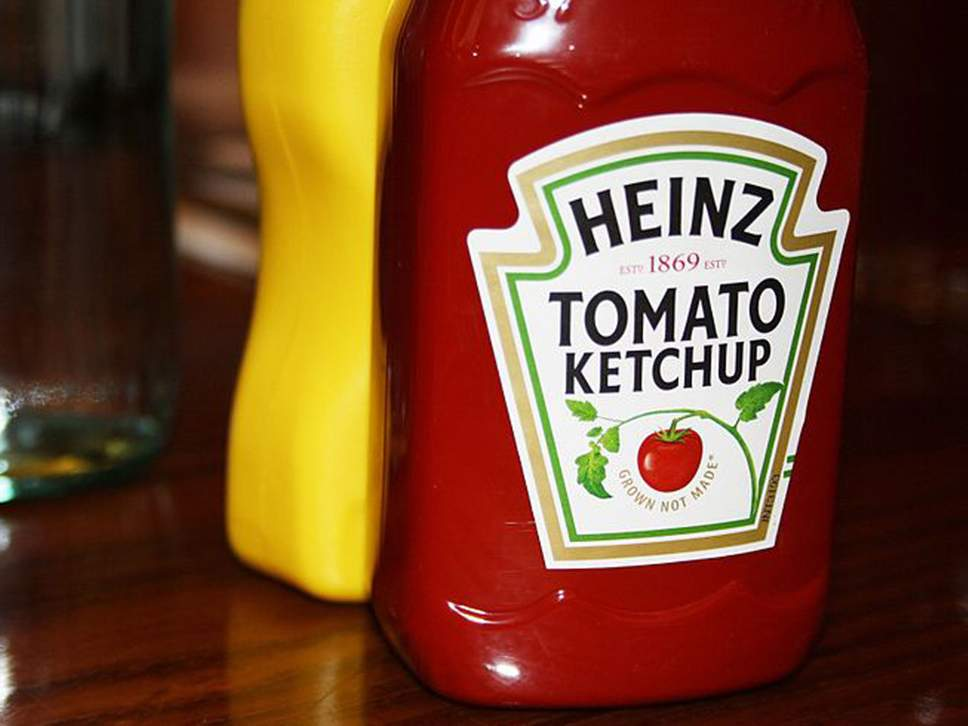 HEINZ
ESTD 1869 ESTD
TOMATO
KETCHUP
GROWN NOT MADE®